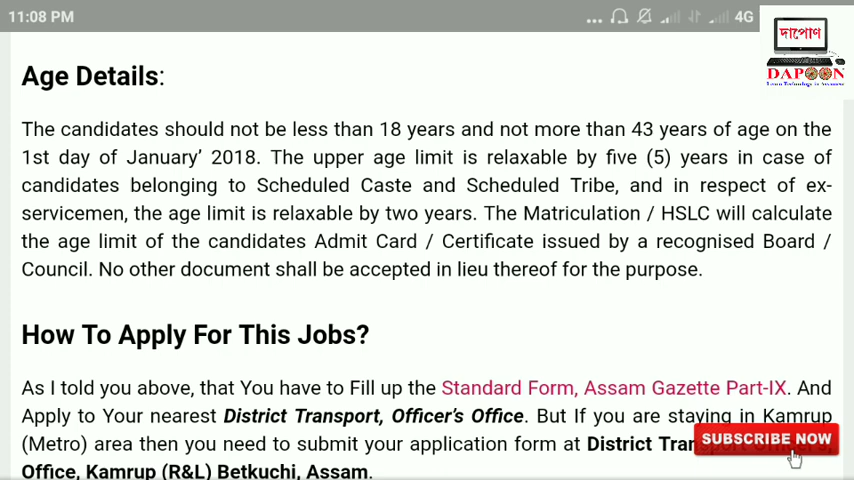 11:08 PM
... 4G
দাপোণ
DAPOON
Age Details:
The candidates should not be less than 18 years and not more than 43 years of age on the
1st day of January’ 2018. The upper age limit is relaxable by five (5) years in case of
candidates belonging to Scheduled Caste and Scheduled Tribe, and in respect of ex-
servicemen, the age limit is relaxable by two years. The Matriculation / HSLC will calculate
the age limit of the candidates Admit Card / Certificate issued by a recognised Board /
Council. No other document shall be accepted in lieu thereof for the purpose.
How To Apply For This Jobs?
As I told you above, that You have to Fill up the Standard Form, Assam Gazette Part-IX. And
Apply to Your nearest District Transport, Officer’s Office. But If you are staying in Kamrup
(Metro) area then you need to submit your application form at District
SUBSCRIBE NOW
Office, Kamrup (R&L) Betkuchi, Assam.